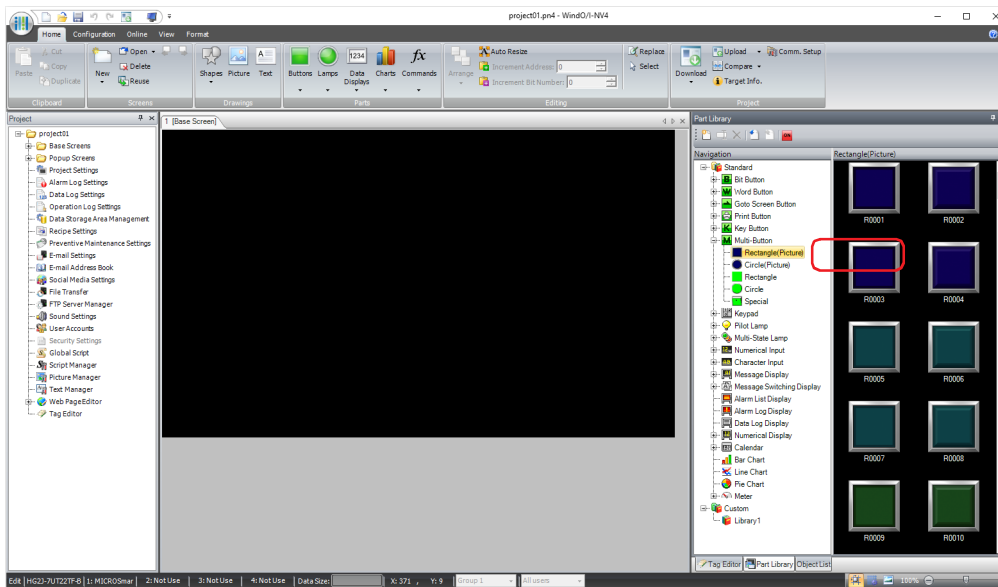 project01.pn4 - WindO/I-NV4
Home Configuration Online View Format
Paste
Cut
Copy
Duplicate
Clipboard
New
Open
Delete
Reuse
Screens
Shapes Picture Text
Drawings
Buttons Lamps Data Displays Charts Commands
1234
fx
Parts
Arrange
Auto Resize
Increment Address: 0
Increment Bit Number: 0
Replace
Select
Editing
Download
Upload
Compare
Target Info.
Comm. Setup
Project
Project
project01
Base Screens
Popup Screens
Project Settings
Alarm Log Settings
Data Log Settings
Operation Log Settings
Data Storage Area Management
Recipe Settings
Preventive Maintenance Settings
E-mail Settings
E-mail Address Book
Social Media Settings
File Transfer
FTP Server Manager
Sound Settings
User Accounts
Security Settings
Global Script
Script Manager
Picture Manager
Text Manager
Web PageEditor
Tag Editor
1 [Base Screen]
Part Library
ON
Navigation
Standard
Bit Button
Word Button
Goto Screen Button
Print Button
Key Button
Multi-Button
Rectangle(Picture)
Circle(Picture)
Rectangle
Circle
Special
Keypad
Pilot Lamp
Multi-State Lamp
Numerical Input
Character Input
Message Display
Message Switching Display
Alarm List Display
Alarm Log Display
Data Log Display
Numerical Display
Calendar
Bar Chart
Line Chart
Pie Chart
Meter
Custom
Library1
Rectangle(Picture)
R0001 R0002
R0003 R0004
R0005 R0006
R0007 R0008
R0009 R0010
Tag Editor Part Library Object List
Edit HG2J-7UT22TF-B 1: MICROSmar 2: Not Use 3: Not Use 4: Not Use Data Size: X: 371 , Y: 9 Group 1 All users 100%